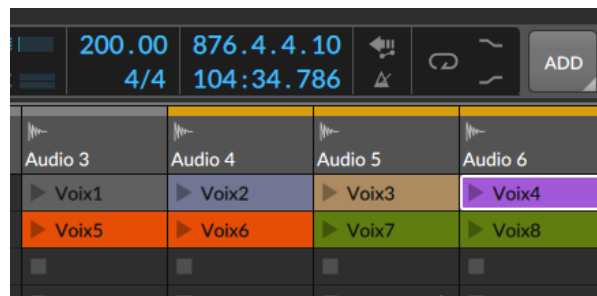 200.00 876.4.4.10
4/4 104:34.786
ADD
Audio 3 Audio 4 Audio 5 Audio 6
Voix1 Voix2 Voix3 Voix4
Voix5 Voix6 Voix7 Voix8